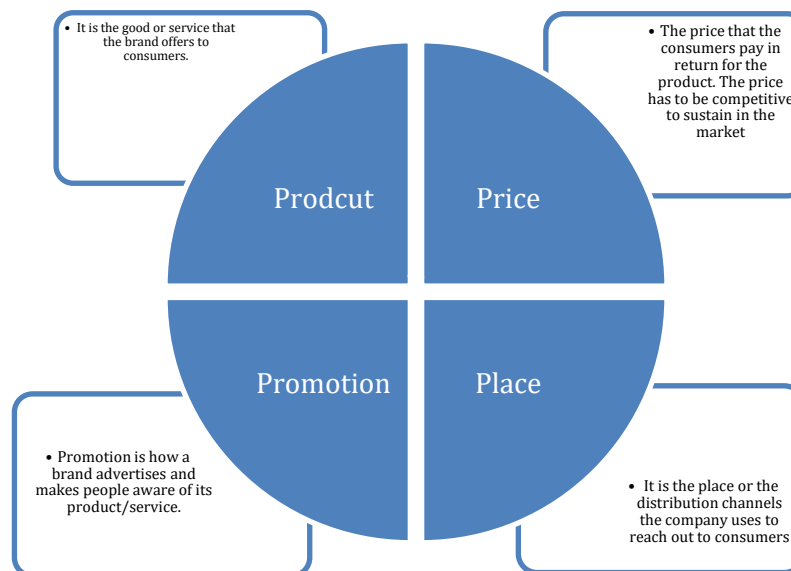 • It is the good or service that
the brand offers to
consumers.
• The price that the
consumers pay in
return for the
product. The price
has to be competitive
to sustain in the
market
Prodcut
Price
Promotion
Place
• Promotion is how a
brand advertises and
makes people aware of its
product/service.
• It is the place or the
distribution channels
the company uses to
reach out to consumers